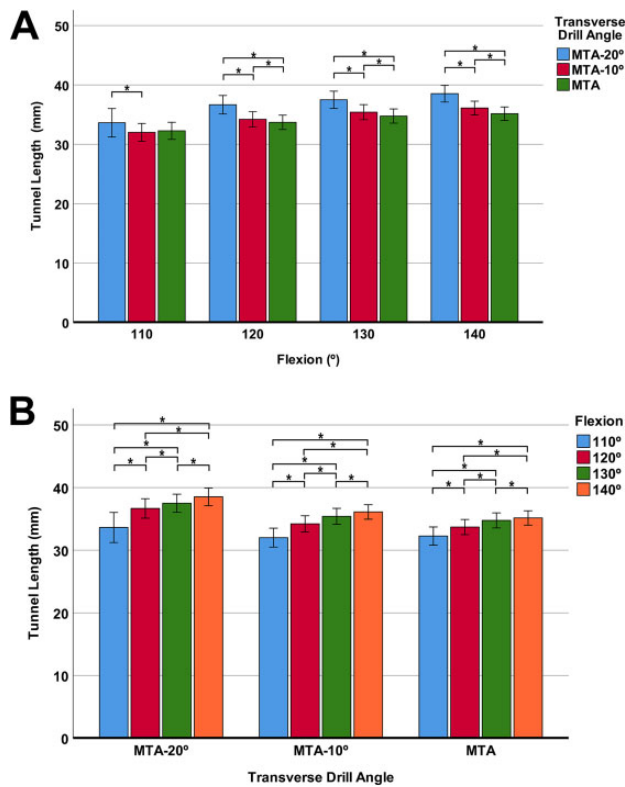 A
Transverse
Drill Angle
MTA-20º
MTA-10º
MTA
50
40
30
20
10
0
Tunnel Length (mm)
* * * * * * * * * *
110 120 130 140
Flexion (º)
B
Flexion
110º
120º
130º
140º
50
40
30
20
10
0
Tunnel Length (mm)
* * * * * * * * * * * * * * * * * *
MTA-20º MTA-10º MTA
Transverse Drill Angle